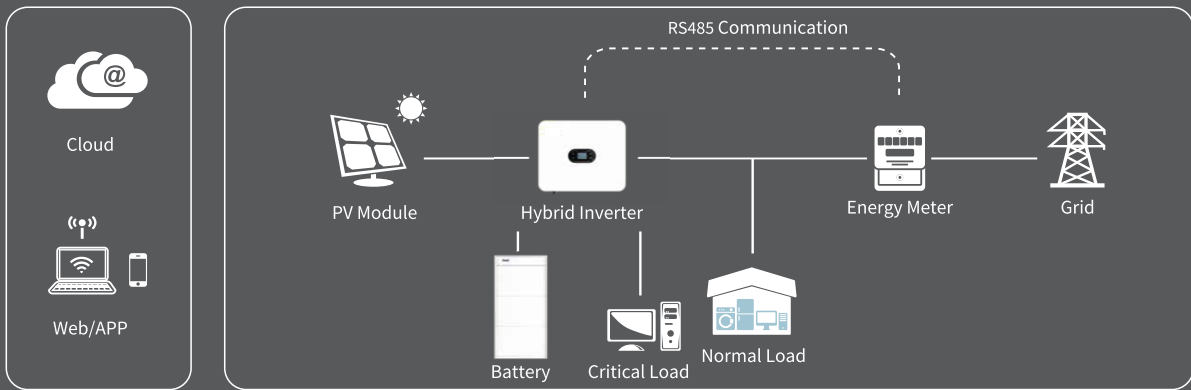 RS485 Communication
@
Cloud
PV Module
Hybrid Inverter
Energy Meter
Grid
Web/APP
Battery
Critical Load
Normal Load